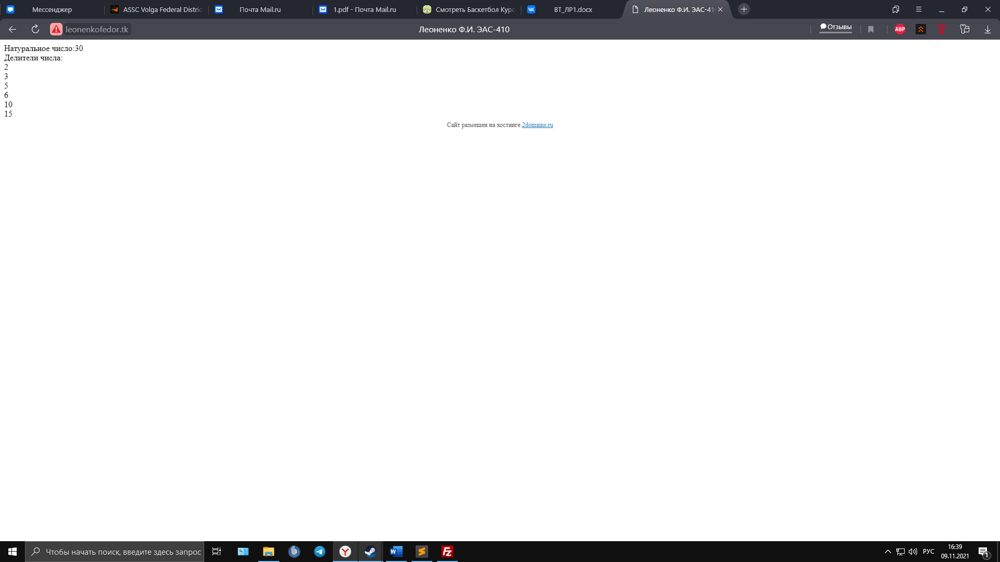 Мессенджер
ASSC Volga Federal Distric
Почта Mail.ru
1.pdf - Почта Mail.ru
Смотреть Баскетбол Куро
ВТ_ЛР1.docx
Леоненко Ф.И. ЭАС-41
leonenkofedor.tk
Леоненко Ф.И. ЭАС-410
Отзывы
ABP
Натуральное число:30
Делители числа:
2
3
5
6
10
15
Сайт размещен на хостинге 2domains.ru
Чтобы начать поиск, введите здесь запрос
РУС
16:39
09.11.2021
1